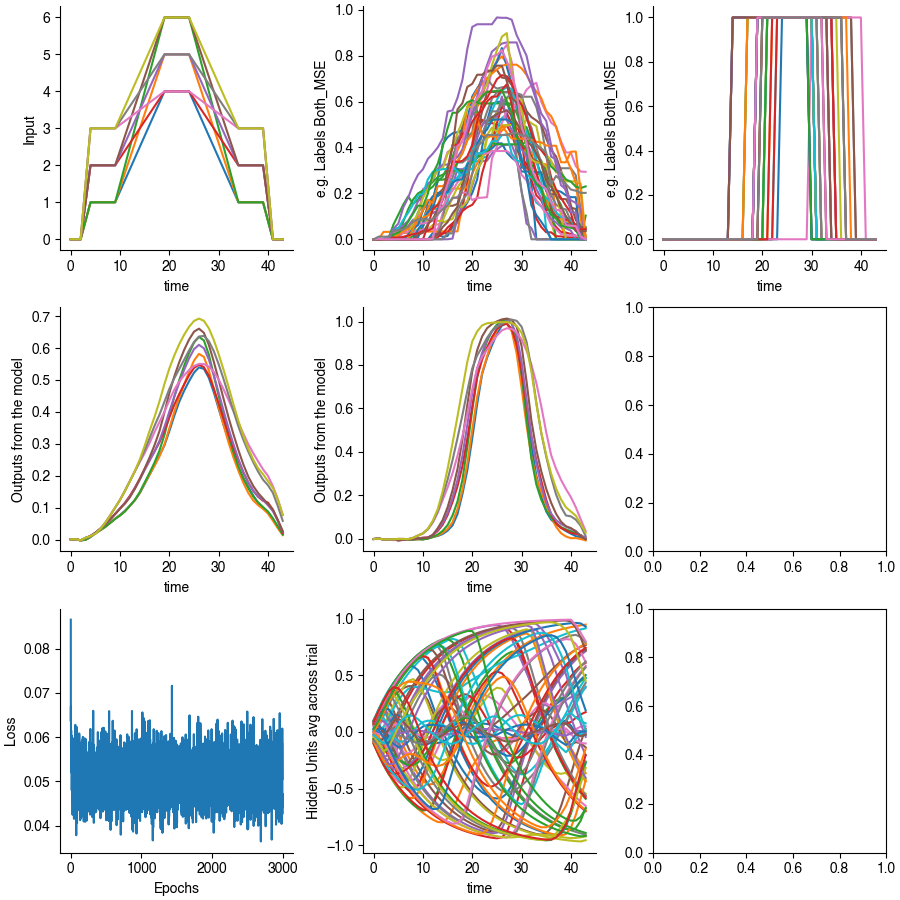 6
5
4
3
2
1
0
Input
0 10 20 30 40
time
1.0
0.8
0.6
0.4
0.2
0.0
e.g. Labels Both_MSE
0 10 20 30 40
time
1.0
0.8
0.6
0.4
0.2
0.0
e.g. Labels Both_MSE
0 10 20 30 40
time
0.7
0.6
0.5
0.4
0.3
0.2
0.1
0.0
Outputs from the model
0 10 20 30 40
time
1.0
0.8
0.6
0.4
0.2
0.0
Outputs from the model
0 10 20 30 40
time
1.0
0.8
0.6
0.4
0.2
0.0
0.0 0.2 0.4 0.6 0.8 1.0
0.08
0.07
0.06
0.05
0.04
Loss
0 1000 2000 3000
Epochs
1.0
0.5
0.0
−0.5
−1.0
Hidden Units avg across trial
0 10 20 30 40
time
1.0
0.8
0.6
0.4
0.2
0.0
0.0 0.2 0.4 0.6 0.8 1.0